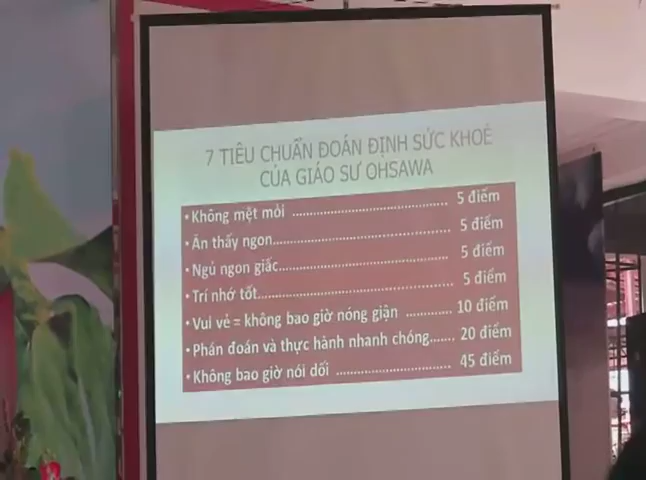 7 TIÊU CHUẨN ĐOÁN ĐỊNH SỨC KHOẺ
CỦA GIÁO SƯ OHSAWA
• Không mệt mỏi ........................................ 5 điểm
• Ăn thấy ngon............................................. 5 điểm
• Ngủ ngon giấc........................................... 5 điểm
• Trí nhớ tốt.................................................. 5 điểm
• Vui vẻ = không bao giờ nóng giận ............ 10 điểm
• Phán đoán và thực hành nhanh chóng...... 20 điểm
• Không bao giờ nói dối ............................. 45 điểm